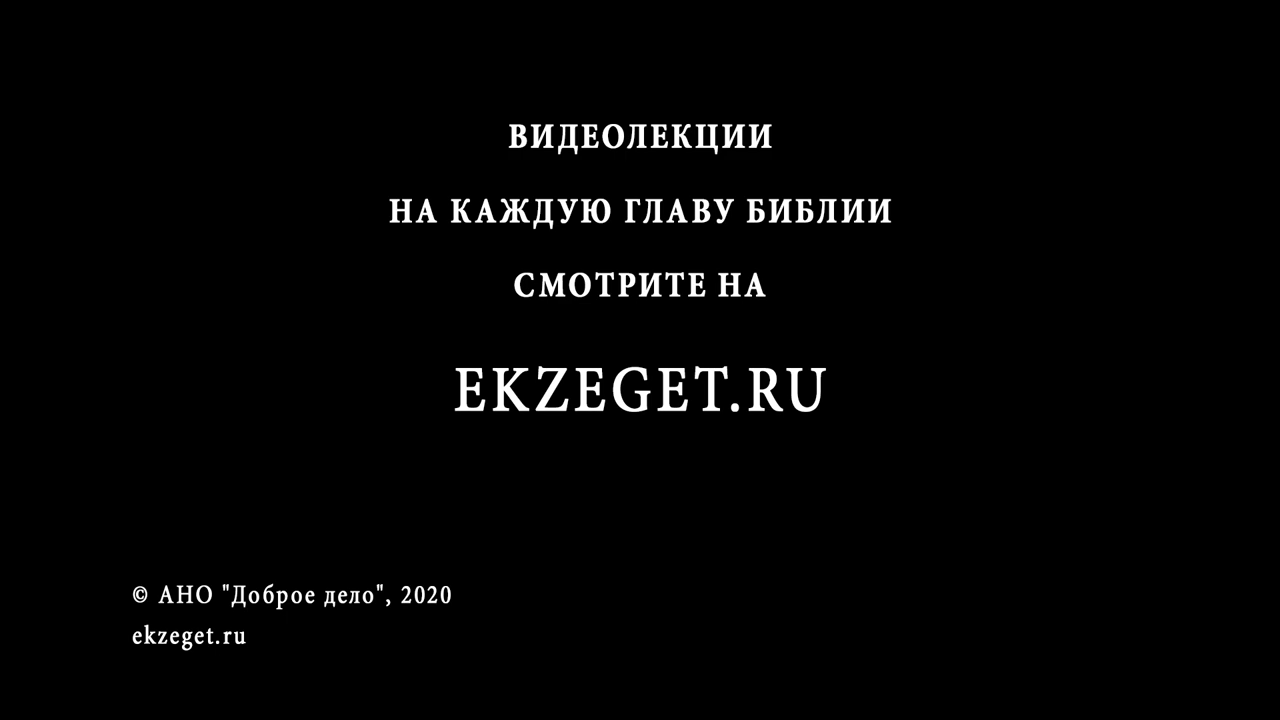 ВИДЕОЛЕКЦИИ
НА КАЖДУЮ ГЛАВУ БИБЛИИ
СМОТРИТЕ НА
EKZEGET.RU
© АНО "Доброе дело", 2020
ekzeget.ru